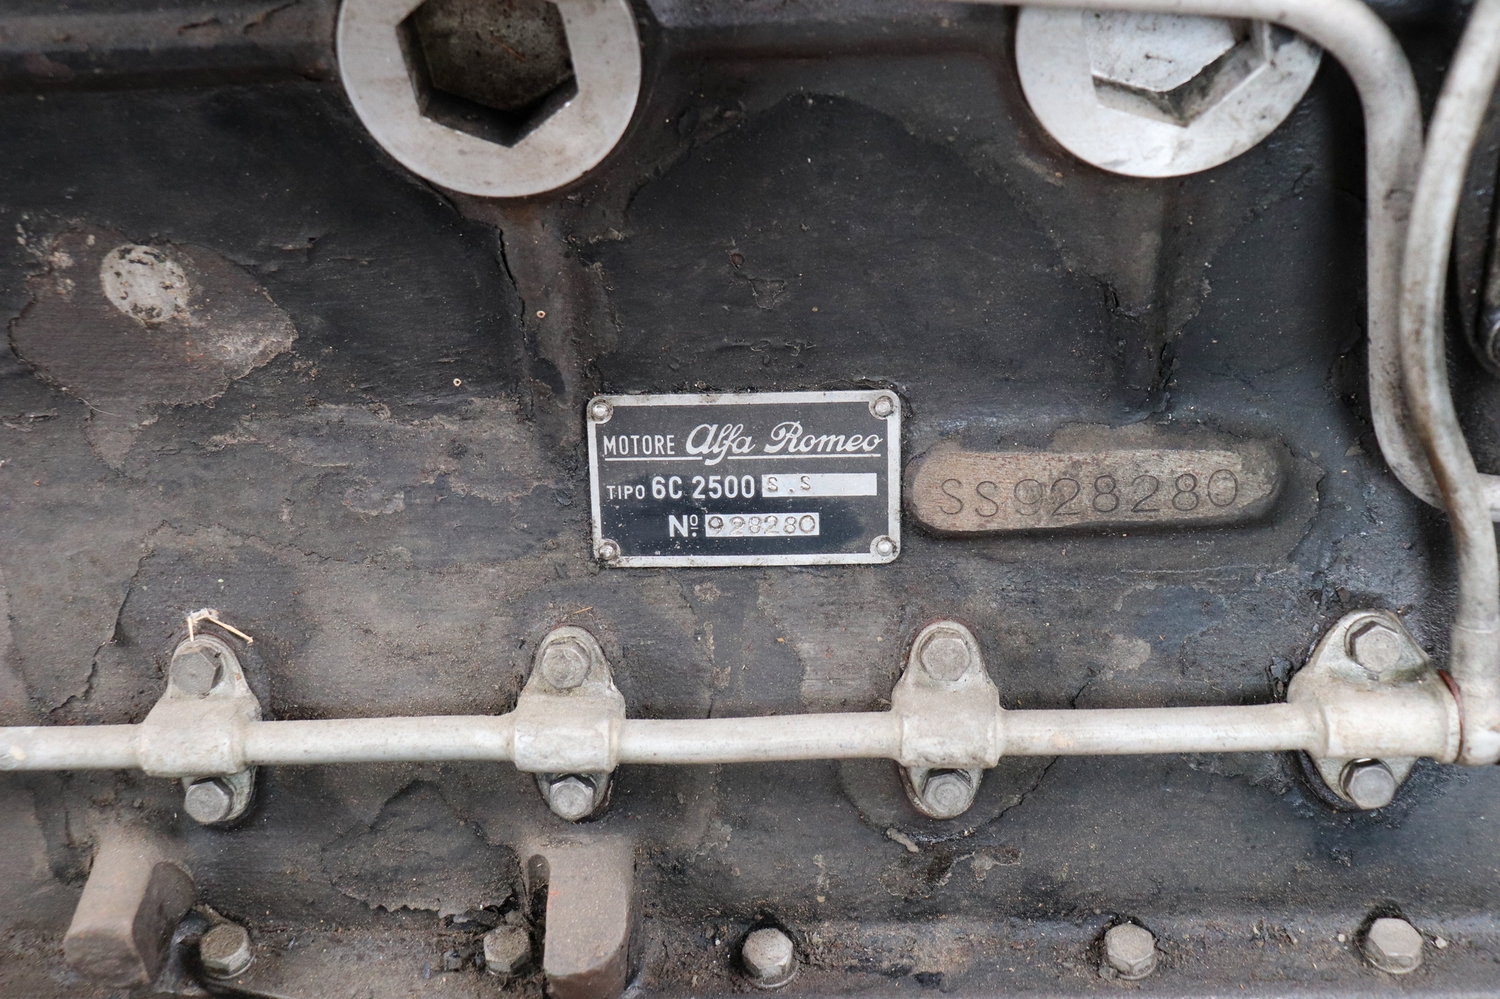 MOTORE Alfa Romeo
TIPO 6C 2500 S.S
Nº. 928280
SS928280